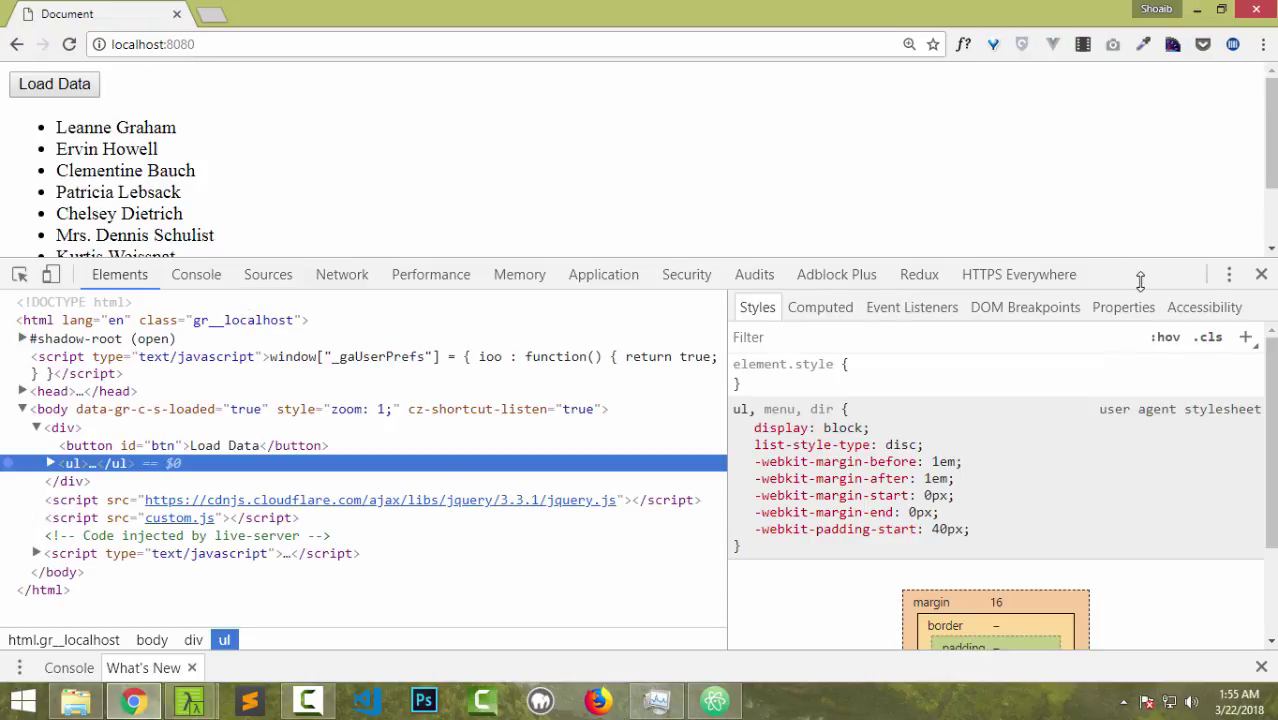 Document
Shoaib
localhost:8080
f?
Load Data
Leanne Graham
Ervin Howell
Clementine Bauch
Patricia Lebsack
Chelsey Dietrich
Mrs. Dennis Schulist
Kurtis Weissnat
Elements Console Sources Network Performance Memory Application Security Audits Adblock Plus Redux HTTPS Everywhere
<!DOCTYPE html>
<html lang="en" class="gr__localhost">
#shadow-root (open)
<script type="text/javascript">window["_gaUserPrefs"] = { ioo : function() { return true;
} }</script>
<head>…</head>
<body data-gr-c-s-loaded="true" style="zoom: 1;" cz-shortcut-listen="true">
<div>
<button id="btn">Load Data</button>
<ul>…</ul> == $0
</div>
<script src="https://cdnjs.cloudflare.com/ajax/libs/jquery/3.3.1/jquery.js"></script>
<script src="custom.js"></script>
<!-- Code injected by live-server -->
<script type="text/javascript">…</script>
</body>
</html>
html.gr__localhost body div ul
Styles Computed Event Listeners DOM Breakpoints Properties Accessibility
Filter :hov .cls +
element.style {
}
ul, menu, dir { user agent stylesheet
display: block;
list-style-type: disc;
-webkit-margin-before: 1em;
-webkit-margin-after: 1em;
-webkit-margin-start: 0px;
-webkit-margin-end: 0px;
-webkit-padding-start: 40px;
}
margin 16
border –
padding –
Console What's New
Ps
1:55 AM
3/22/2018